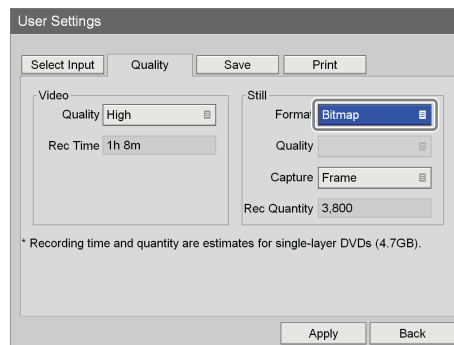 User Settings
Select Input Quality Save Print
Video Still
Quality High Format Bitmap
Rec Time 1h 8m Quality
Capture Frame
Rec Quantity 3,800
* Recording time and quantity are estimates for single-layer DVDs (4.7GB).
Apply Back